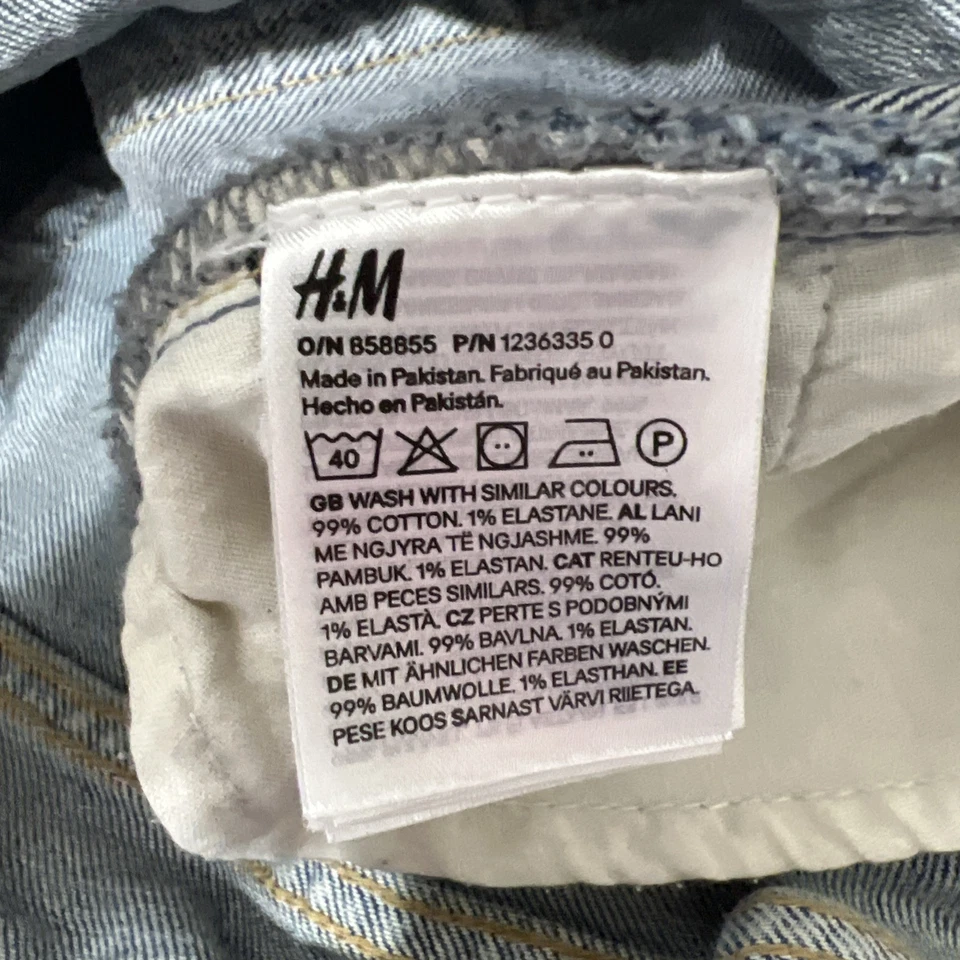 H&M
O/N 858855 P/N 1236335 0
Made in Pakistan. Fabriqué au Pakistan.
Hecho en Pakistán.
40 P
GB WASH WITH SIMILAR COLOURS.
99% COTTON. 1% ELASTANE. AL LANI
ME NGJYRA TË NGJASHME. 99%
PAMBUK. 1% ELASTAN. CAT RENTEU-HO
AMB PECES SIMILARS. 99% COTÓ.
1% ELASTÀ. CZ PERTE S PODOBNÝMI
BARVAMI. 99% BAVLNA. 1% ELASTAN.
DE MIT ÄHNLICHEN FARBEN WASCHEN.
99% BAUMWOLLE. 1% ELASTHAN. EE
PESE KOOS SARNAST VÄRVI RIIETEGA.